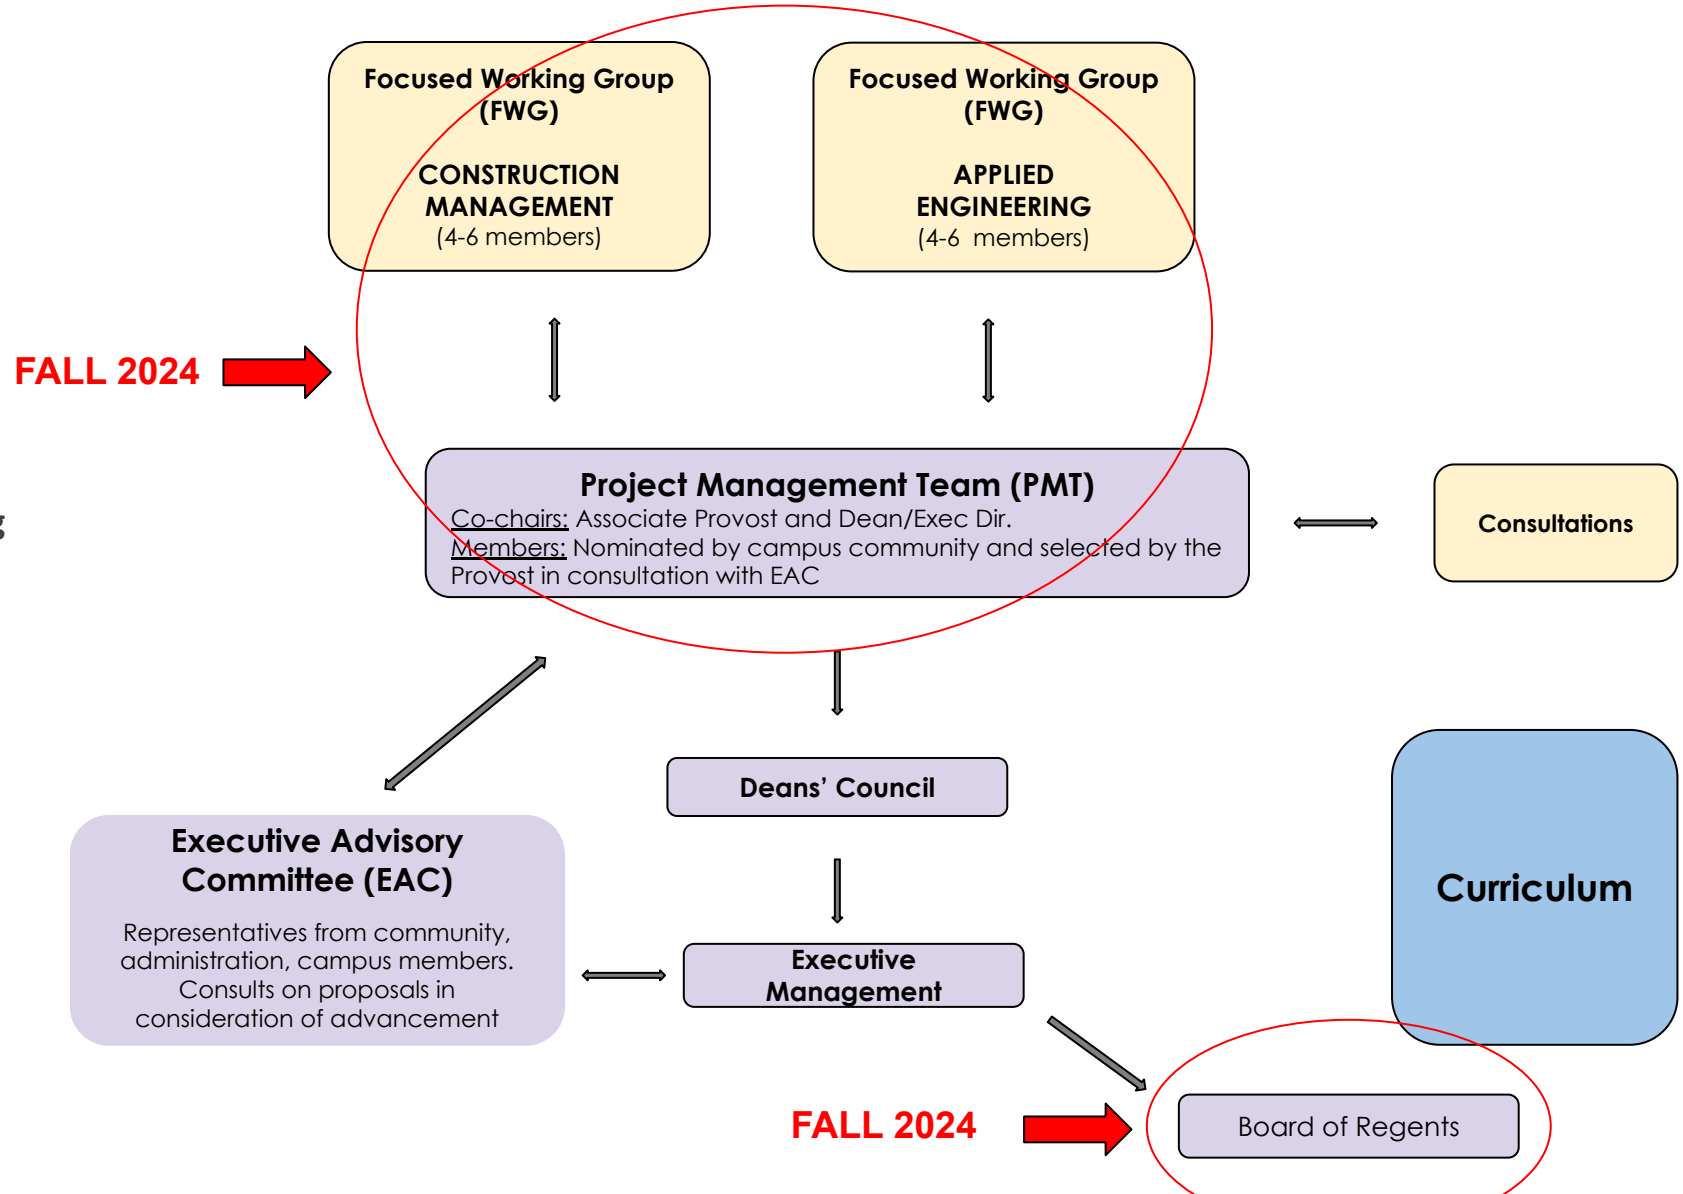 Focused Working Group
(FWG)
CONSTRUCTION
MANAGEMENT
(4-6 members)
Focused Working Group
(FWG)
APPLIED
ENGINEERING
(4-6 members)
FALL 2024
g
Project Management Team (PMT)
Co-chairs: Associate Provost and Dean/Exec Dir.
Members: Nominated by campus community and selected by the
Provost in consultation with EAC
Consultations
Deans’ Council
Executive Advisory
Committee (EAC)
Representatives from community,
administration, campus members.
Consults on proposals in
consideration of advancement
Executive
Management
Curriculum
FALL 2024
Board of Regents